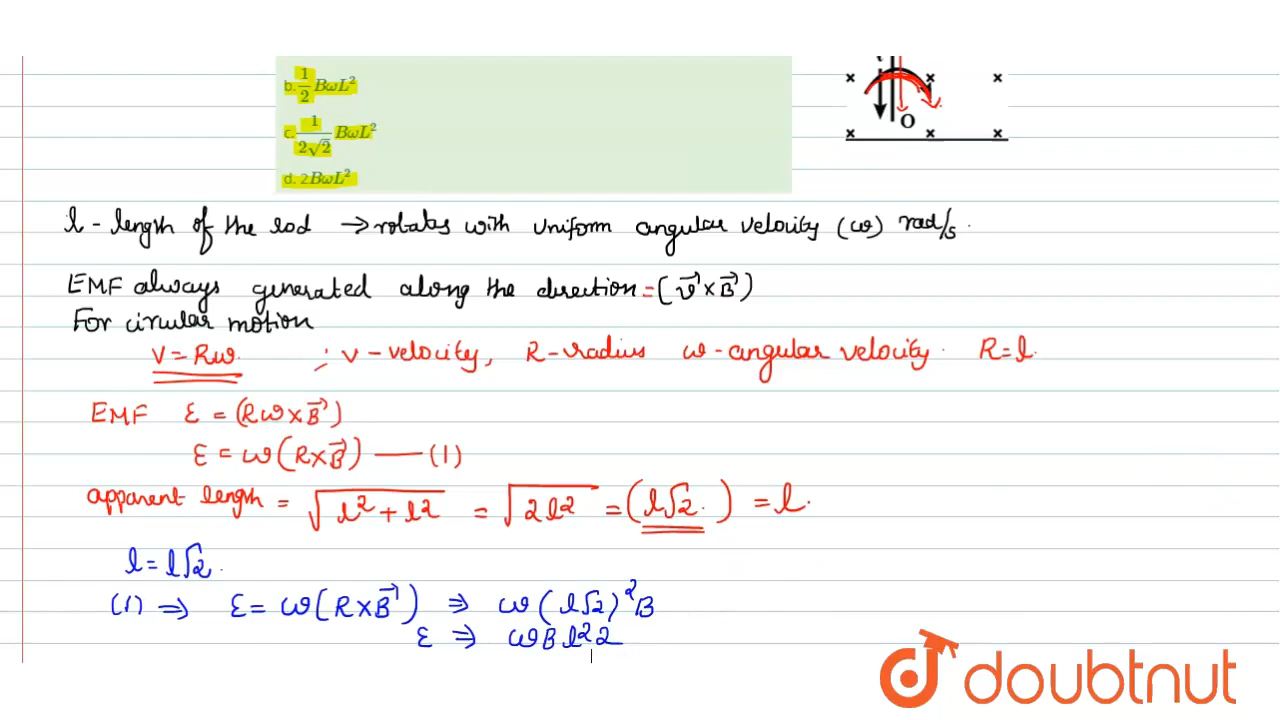 b. 1/2 BωL²
O
c. 1/(2√2) BωL²
d. 2BωL²
l - length of the rod → rotates with uniform angular velocity (ω) rad/s.
EMF always generated along the direction = (v⃗ × B⃗)
For circular motion
V = Rω. ∴ v - velocity, R - radius ω - angular velocity. R = l.
EMF ε = (Rω × B⃗)
ε = ω(R × B⃗) — (1)
apparent length = √(l² + l²) = √(2l²) = (l√2.) = l.
l = l√2.
(1) ⇒ ε = ω(R × B⃗) ⇒ ω(l√2)²B
ε ⇒ ωBl²2
doubtnut